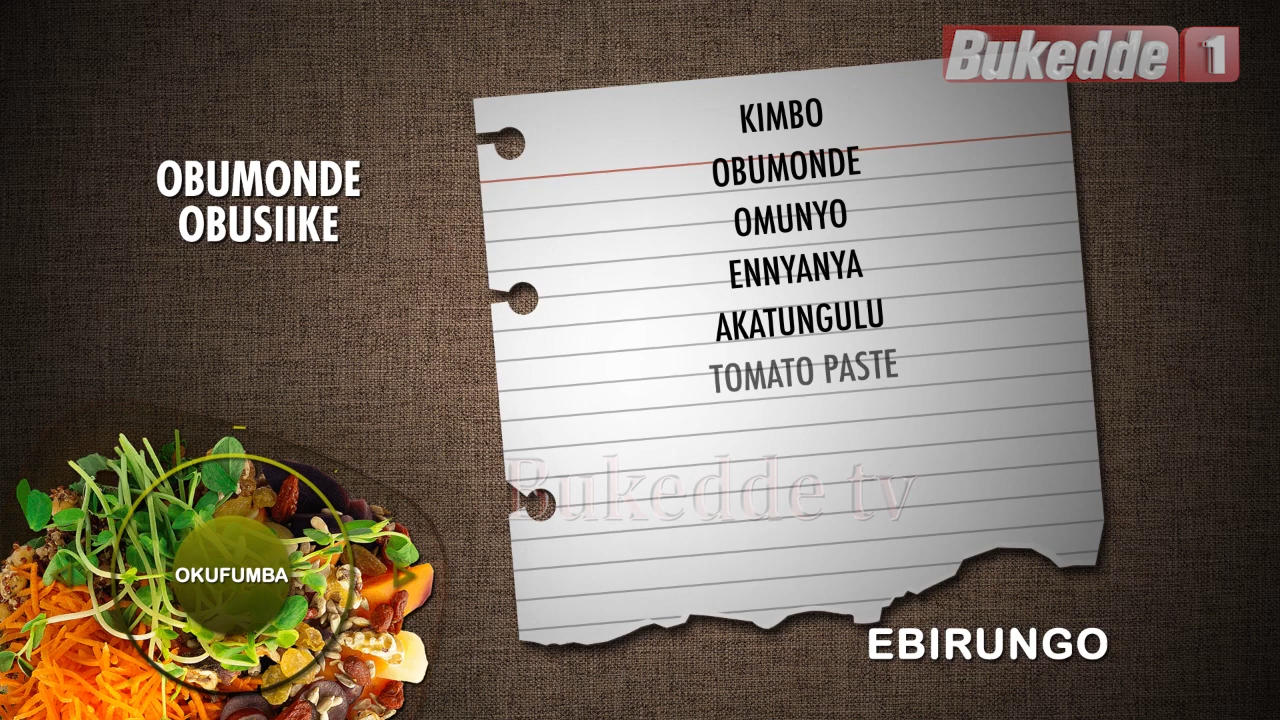 Bukedde 1
OBUMONDE
OBUSIIKE
KIMBO
OBUMONDE
OMUNYO
ENNYANYA
AKATUNGULU
TOMATO PASTE
Bukedde tv
OKUFUMBA
EBIRUNGO